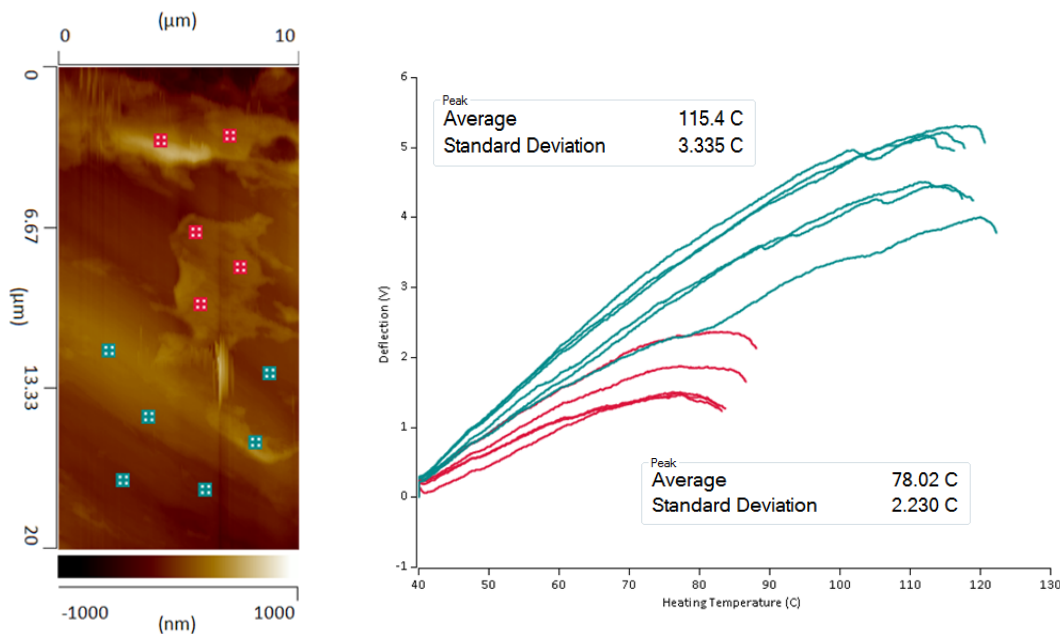 (μm)
0 10
0
6.67
(μm)
13.33
20
-1000 1000
(nm)
6
5
4
3
2
1
0
-1
Deflection (V)
Peak
Average 115.4 C
Standard Deviation 3.335 C
Peak
Average 78.02 C
Standard Deviation 2.230 C
40 50 60 70 80 90 100 110 120 130
Heating Temperature (C)